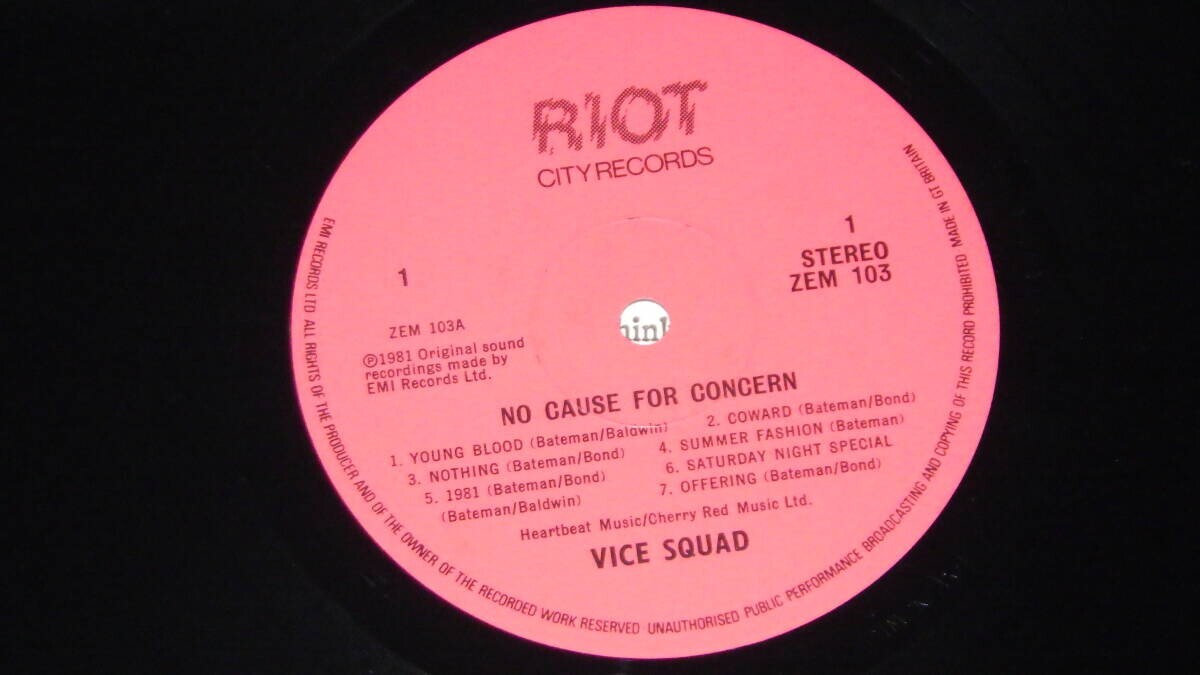 RIOT
CITY RECORDS
1
1
STEREO
ZEM 103
ZEM 103A
℗1981 Original sound
recordings made by
EMI Records Ltd.
NO CAUSE FOR CONCERN
1. YOUNG BLOOD (Bateman/Baldwin) 2. COWARD (Bateman/Bond)
3. NOTHING (Bateman/Bond) 4. SUMMER FASHION (Bateman)
5. 1981 (Bateman/Bond) 6. SATURDAY NIGHT SPECIAL
(Bateman/Baldwin) 7. OFFERING (Bateman/Bond)
Heartbeat Music/Cherry Red Music Ltd.
VICE SQUAD
EMI RECORDS LTD ALL RIGHTS OF THE PRODUCER AND OF THE OWNER OF THE RECORDED WORK RESERVED UNAUTHORISED PUBLIC PERFORMANCE BROADCASTING AND COPYING OF THIS RECORD PROHIBITED MADE IN GT BRITAIN